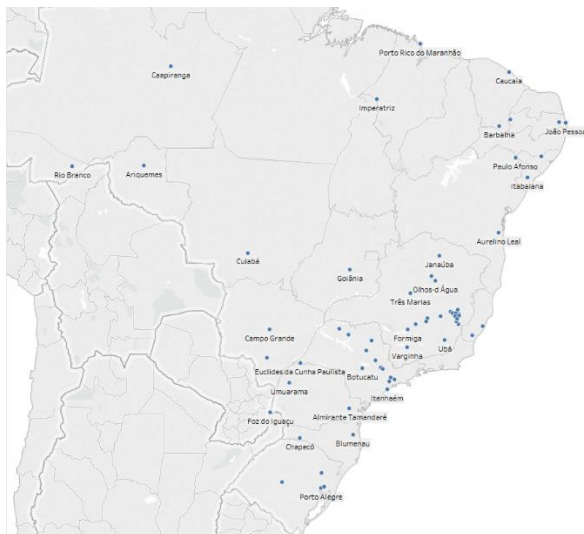 Porto Rico do Maranhão
Caapiranga
Caucaia
Imperatriz
Barbalha
João Pessoa
Rio Branco
Ariquemes
Paulo Afonso
Itabaiana
Aurelino Leal
Cuiabá
Janaúba
Goiânia
Olhos-d Água
Três Marias
Campo Grande
Formiga
Ubá
Varginha
Euclides da Cunha Paulista
Botucatu
Umuarama
Itanhaém
Foz do Iguaçu
Almirante Tamandaré
Chapecó
Blumenau
Porto Alegre